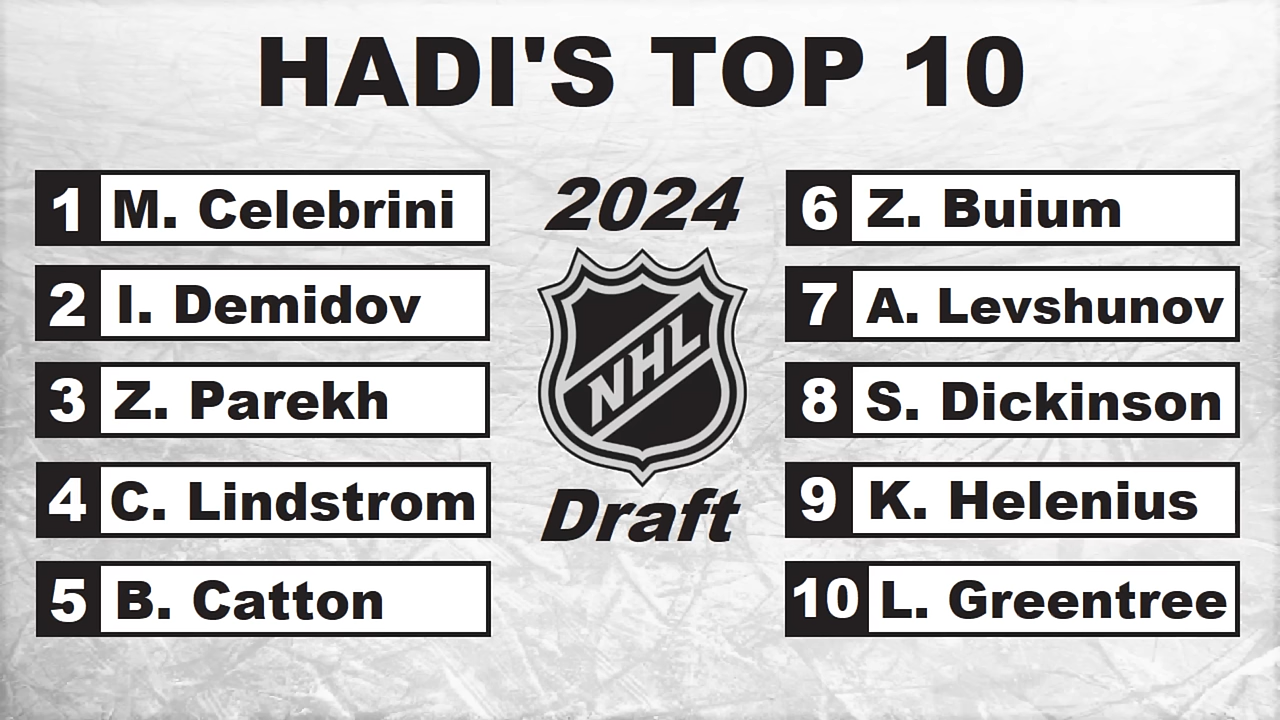 HADI'S TOP 10
1 M. Celebrini
2 I. Demidov
3 Z. Parekh
4 C. Lindstrom
5 B. Catton
2024
NHL
Draft
6 Z. Buium
7 A. Levshunov
8 S. Dickinson
9 K. Helenius
10 L. Greentree